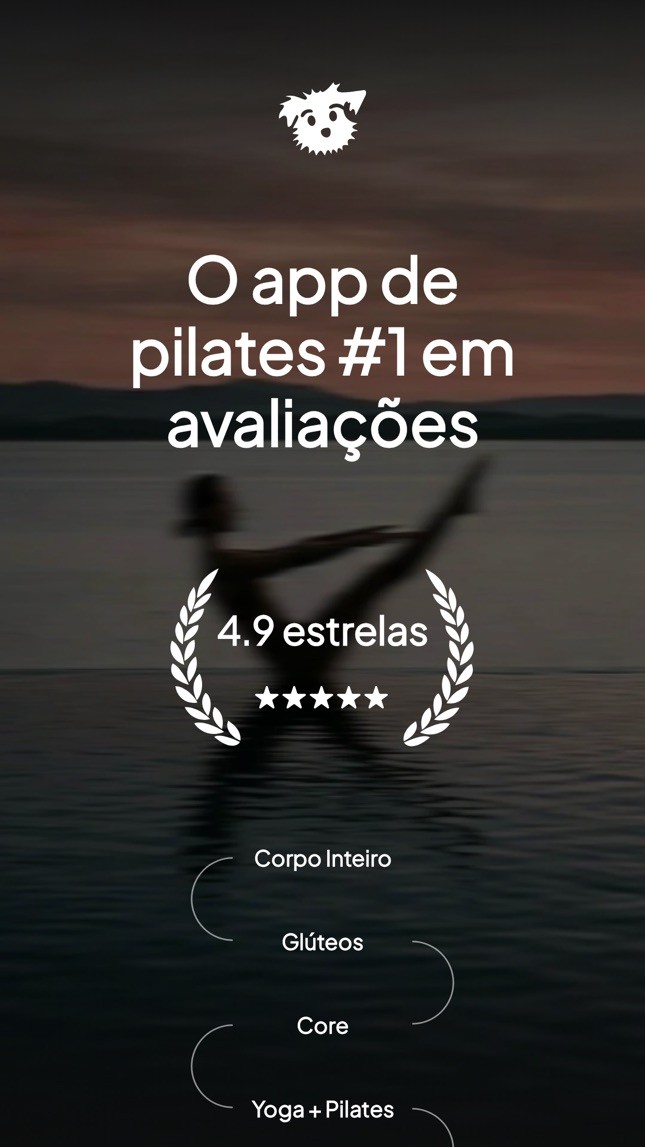 O app de
pilates #1 em
avaliações
4.9 estrelas
Corpo Inteiro
Glúteos
Core
Yoga + Pilates